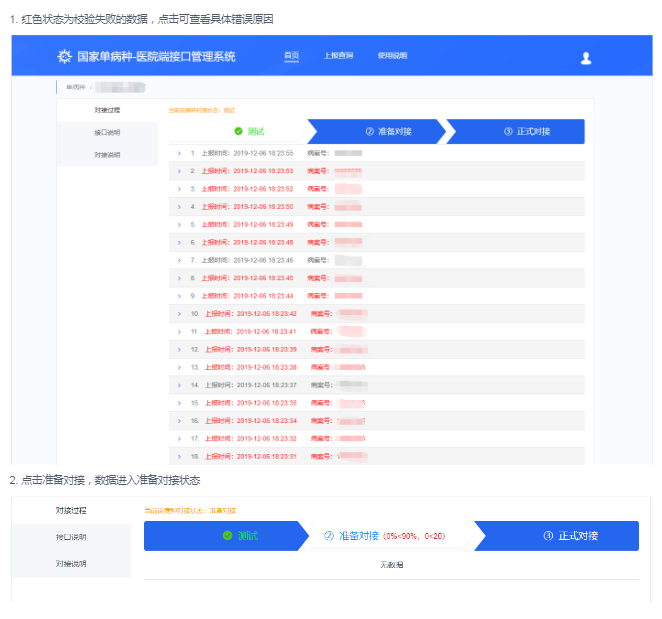 1. 红色状态为校验失败的数据，点击可查看具体错误原因
国家单病种-医院端接口管理系统 首页 上报查询 使用说明
单病种 /
对接过程
接口说明
对接说明
当前该病种对接状态：测试
测试 ② 准备对接 ③ 正式对接
1. 上报时间：2019-12-06 18:23:55 病案号：
2. 上报时间：2019-12-06 18:23:53 病案号：
3. 上报时间：2019-12-06 18:23:52 病案号：
4. 上报时间：2019-12-06 18:23:50 病案号：
5. 上报时间：2019-12-06 18:23:49 病案号：
6. 上报时间：2019-12-06 18:23:48 病案号：
7. 上报时间：2019-12-06 18:23:46 病案号：
8. 上报时间：2019-12-06 18:23:45 病案号：
9. 上报时间：2019-12-06 18:23:44 病案号：
10. 上报时间：2019-12-06 18:23:42 病案号：
11. 上报时间：2019-12-06 18:23:41 病案号：
12. 上报时间：2019-12-06 18:23:39 病案号：
13. 上报时间：2019-12-06 18:23:38 病案号：
14. 上报时间：2019-12-06 18:23:37 病案号：
15. 上报时间：2019-12-06 18:23:35 病案号：
16. 上报时间：2019-12-06 18:23:34 病案号：
17. 上报时间：2019-12-06 18:23:32 病案号：
18. 上报时间：2019-12-06 18:23:31 病案号：
2. 点击准备对接，数据进入准备对接状态
对接过程
接口说明
对接说明
当前该病种对接状态：准备对接
测试 ② 准备对接 (0%<90%，0<20) ③ 正式对接
无数据